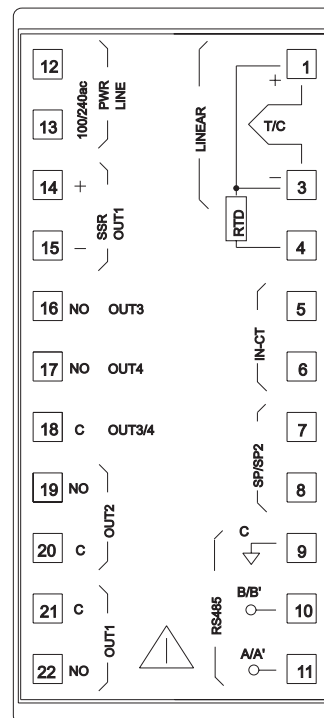 12 100/240ac PWR LINE
13
14 + SSR OUT1
15 −
16 NO OUT3
17 NO OUT4
18 C OUT3/4
19 NO OUT2
20 C
21 C OUT1
22 NO
LINEAR
1
+
T/C
−
3
RTD
4
5
IN-CT
6
7
SP/SP2
8
C
9
RS485
B/B'
10
A/A'
11